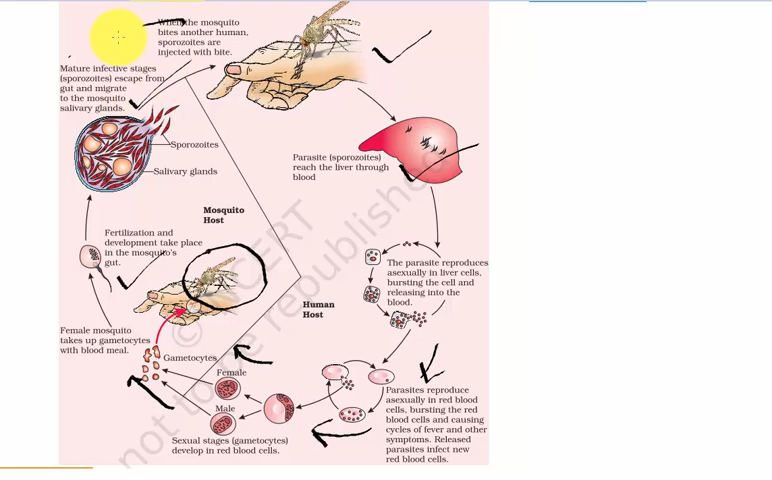 When the mosquito
bites another human,
sporozoites are
injected with bite.
Mature infective stages
(sporozoites) escape from
gut and migrate
to the mosquito
salivary glands.
Sporozoites
Salivary glands
Parasite (sporozoites)
reach the liver through
blood
Mosquito
Host
Fertilization and
development take place
in the mosquito's
gut.
The parasite reproduces
asexually in liver cells,
bursting the cell and
releasing into the
blood.
Human
Host
Female mosquito
takes up gametocytes
with blood meal.
Gametocytes
Female
Male
Parasites reproduce
asexually in red blood
cells, bursting the red
blood cells and causing
cycles of fever and other
symptoms. Released
parasites infect new
red blood cells.
Sexual stages (gametocytes)
develop in red blood cells.
© NCERT
not to be republished